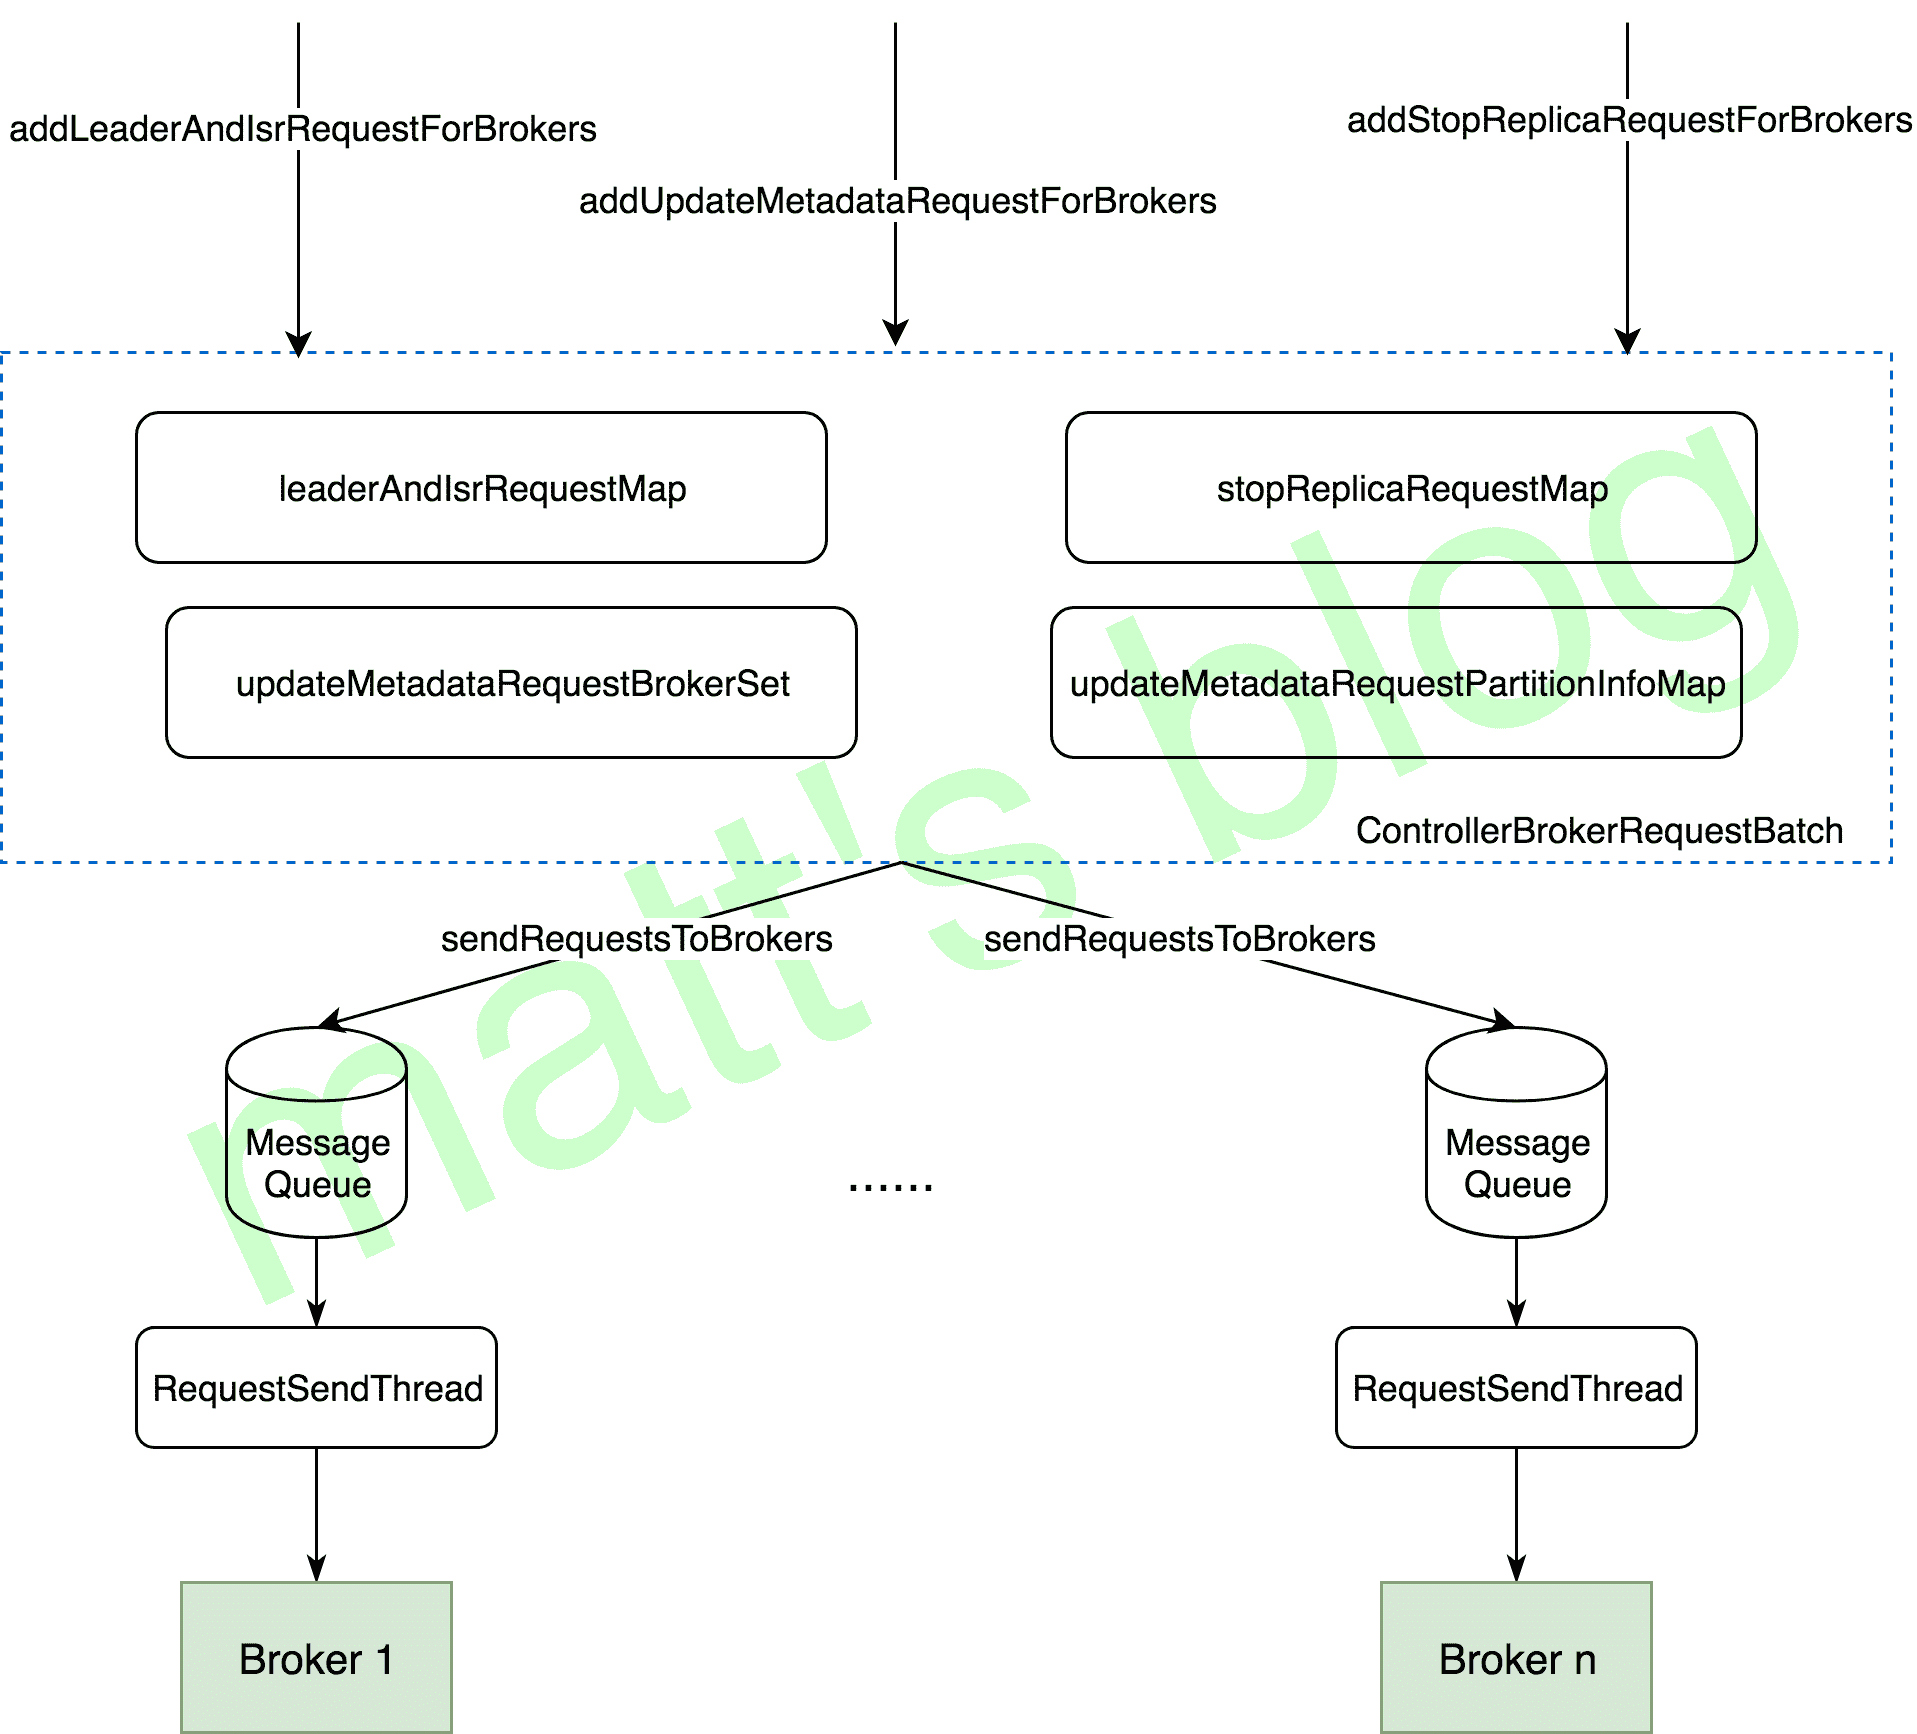 addLeaderAndIsrRequestForBrokers
addStopReplicaRequestForBrokers
addUpdateMetadataRequestForBrokers
leaderAndIsrRequestMap
stopReplicaRequestMap
updateMetadataRequestBrokerSet
updateMetadataRequestPartitionInfoMap
ControllerBrokerRequestBatch
matt's blog
sendRequestsToBrokers
sendRequestsToBrokers
Message
Queue
Message
Queue
......
RequestSendThread
RequestSendThread
Broker 1
Broker n